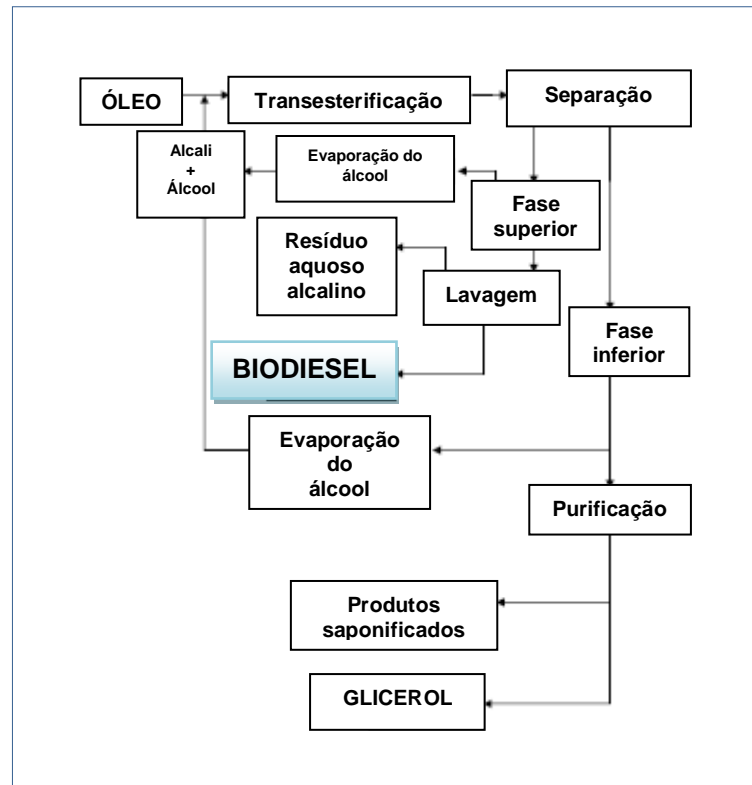 ÓLEO
Transesterificação
Separação
Alcali
+
Álcool
Evaporação do
álcool
Fase
superior
Resíduo
aquoso
alcalino
Lavagem
Fase
inferior
BIODIESEL
Evaporação
do
álcool
Purificação
Produtos
saponificados
GLICEROL